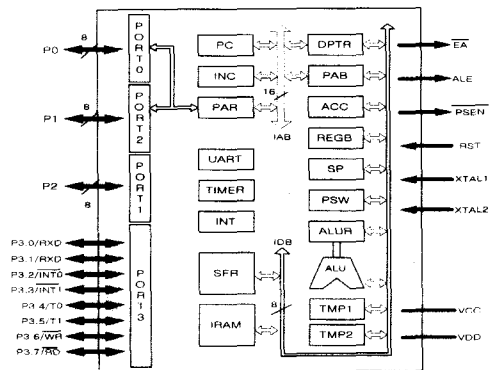 8
P0
PORT0
PC
DPTR
EA
INC
PAB
ALE
16
8
P1
PORT2
PAR
IAB
ACC
PSEN
REGB
RST
UART
P2
8
PORT1
SP
XTAL1
TIMER
PSW
XTAL2
INT
ALUR
P3.0/RXD
PORT3
IDB
P3.1/RXD
SFR
ALU
P3.2/INT0
P3.3/INT1
8
P3.4/T0
IRAM
TMP1
VCC
P3.5/T1
P3.6/WR
TMP2
VDD
P3.7/RD